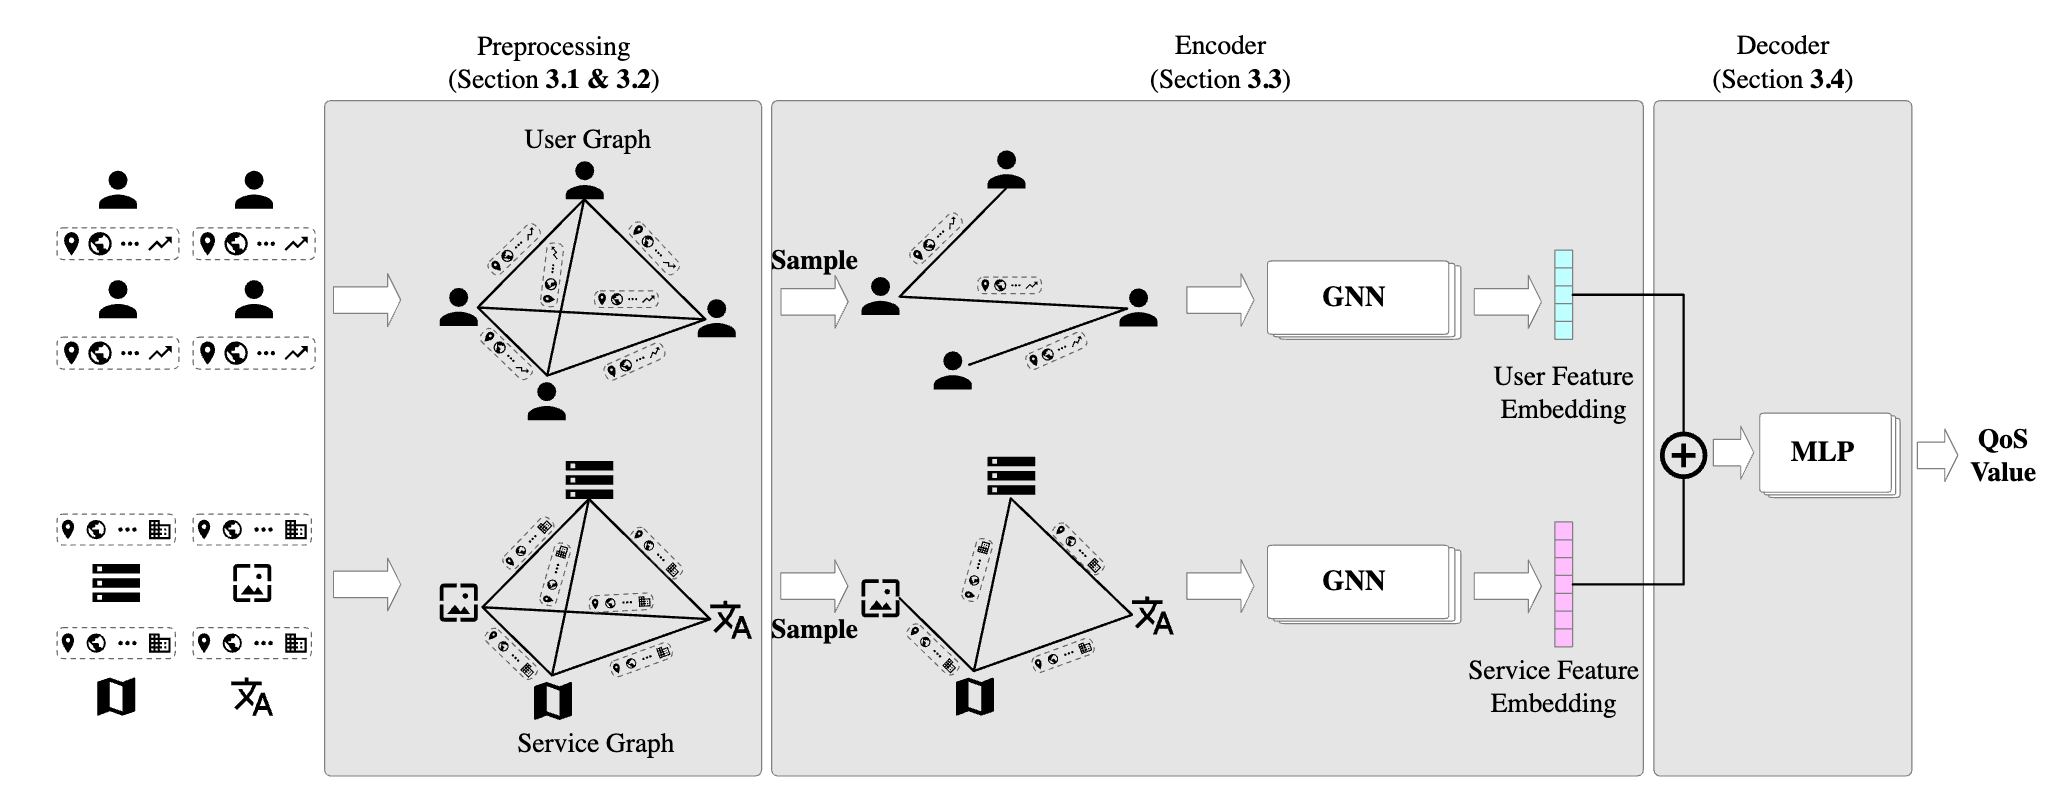 Preprocessing
(Section 3.1 & 3.2)
Encoder
(Section 3.3)
Decoder
(Section 3.4)
User Graph
Sample
GNN
User Feature
Embedding
MLP
QoS
Value
Sample
GNN
Service Feature
Embedding
Service Graph